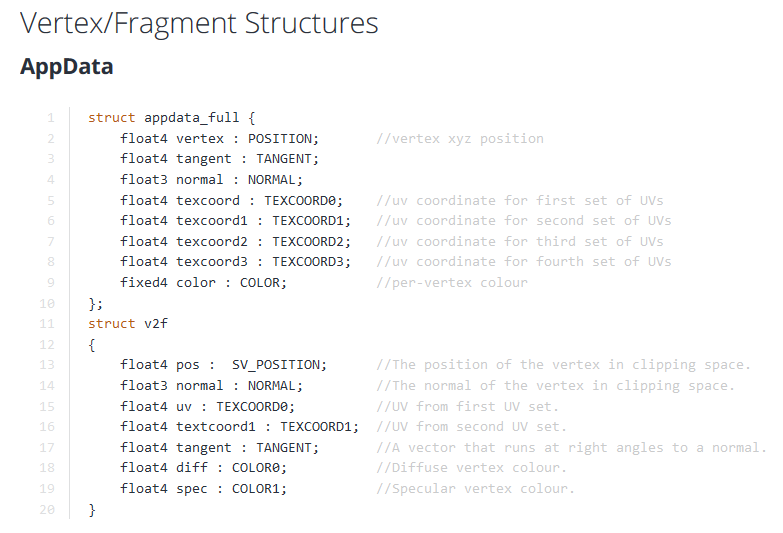 Vertex/Fragment Structures
AppData
1 struct appdata_full {
2 float4 vertex : POSITION; //vertex xyz position
3 float4 tangent : TANGENT;
4 float3 normal : NORMAL;
5 float4 texcoord : TEXCOORD0; //uv coordinate for first set of UVs
6 float4 texcoord1 : TEXCOORD1; //uv coordinate for second set of UVs
7 float4 texcoord2 : TEXCOORD2; //uv coordinate for third set of UVs
8 float4 texcoord3 : TEXCOORD3; //uv coordinate for fourth set of UVs
9 fixed4 color : COLOR; //per-vertex colour
10 };
11 struct v2f
12 {
13 float4 pos :  SV_POSITION; //The position of the vertex in clipping space.
14 float3 normal : NORMAL; //The normal of the vertex in clipping space.
15 float4 uv : TEXCOORD0; //UV from first UV set.
16 float4 textcoord1 : TEXCOORD1; //UV from second UV set.
17 float4 tangent : TANGENT; //A vector that runs at right angles to a normal.
18 float4 diff : COLOR0; //Diffuse vertex colour.
19 float4 spec : COLOR1; //Specular vertex colour.
20 }